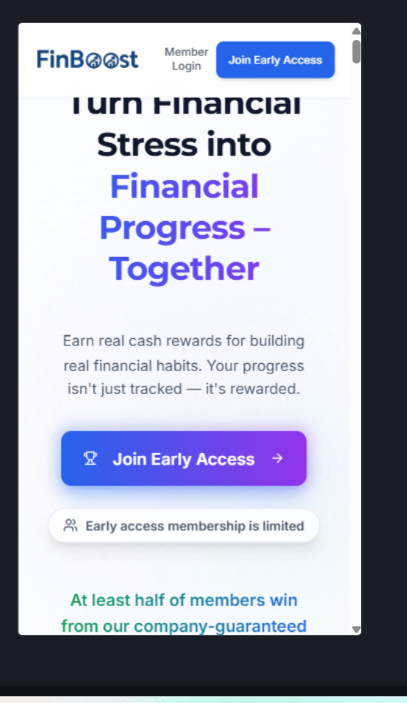 FinBoost
Member
Login
Join Early Access
Turn Financial
Stress into
Financial
Progress –
Together
Earn real cash rewards for building
real financial habits. Your progress
isn't just tracked — it's rewarded.
Join Early Access
Early access membership is limited
At least half of members win
from our company-guaranteed